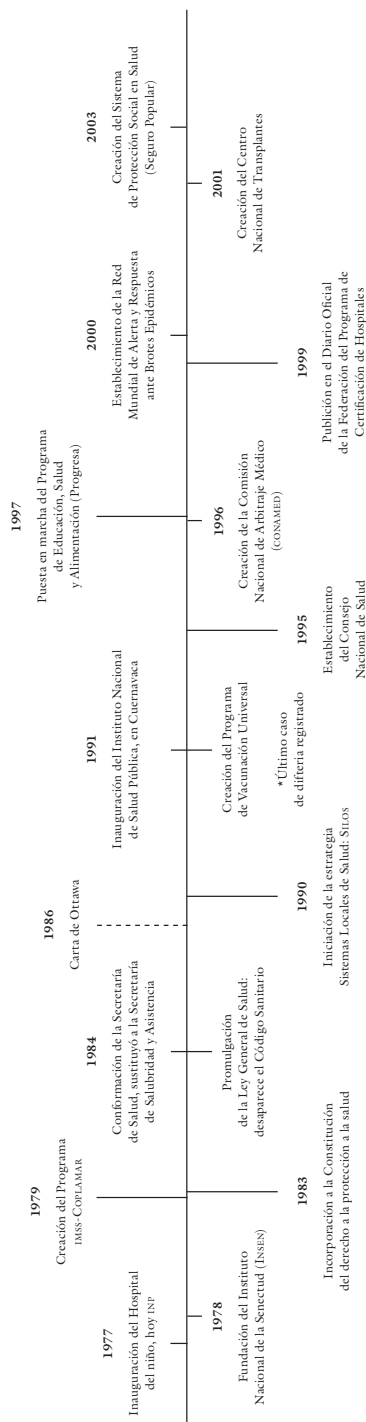 1977
Inauguración del Hospital
del niño, hoy INP
1978
Fundación del Instituto
Nacional de la Senectud (INSEN)
1979
Creación del Programa
IMSS-COPLAMAR
1983
Incorporación a la Constitución
del derecho a la protección a la salud
1984
Conformación de la Secretaría
de Salud, sustituyó a la Secretaría
de Salubridad y Asistencia
Promulgación
de la Ley General de Salud:
desaparece el Código Sanitario
1986
Carta de Ottawa
1990
Iniciación de la estrategia
Sistemas Locales de Salud: SILOS
1991
Inauguración del Instituto Nacional
de Salud Pública, en Cuernavaca
Creación del Programa
de Vacunación Universal
*Último caso
de difteria registrado
1995
Establecimiento
del Consejo
Nacional de Salud
1996
Creación de la Comisión
Nacional de Arbitraje Médico
(CONAMED)
1997
Puesta en marcha del Programa
de Educación, Salud
y Alimentación (Progresa)
1999
Publición en el Diario Oficial
de la Federación del Programa de
Certificación de Hospitales
2000
Establecimiento de la Red
Mundial de Alerta y Respuesta
ante Brotes Epidémicos
2001
Creación del Centro
Nacional de Transplantes
2003
Creación del Sistema
de Protección Social en Salud
(Seguro Popular)